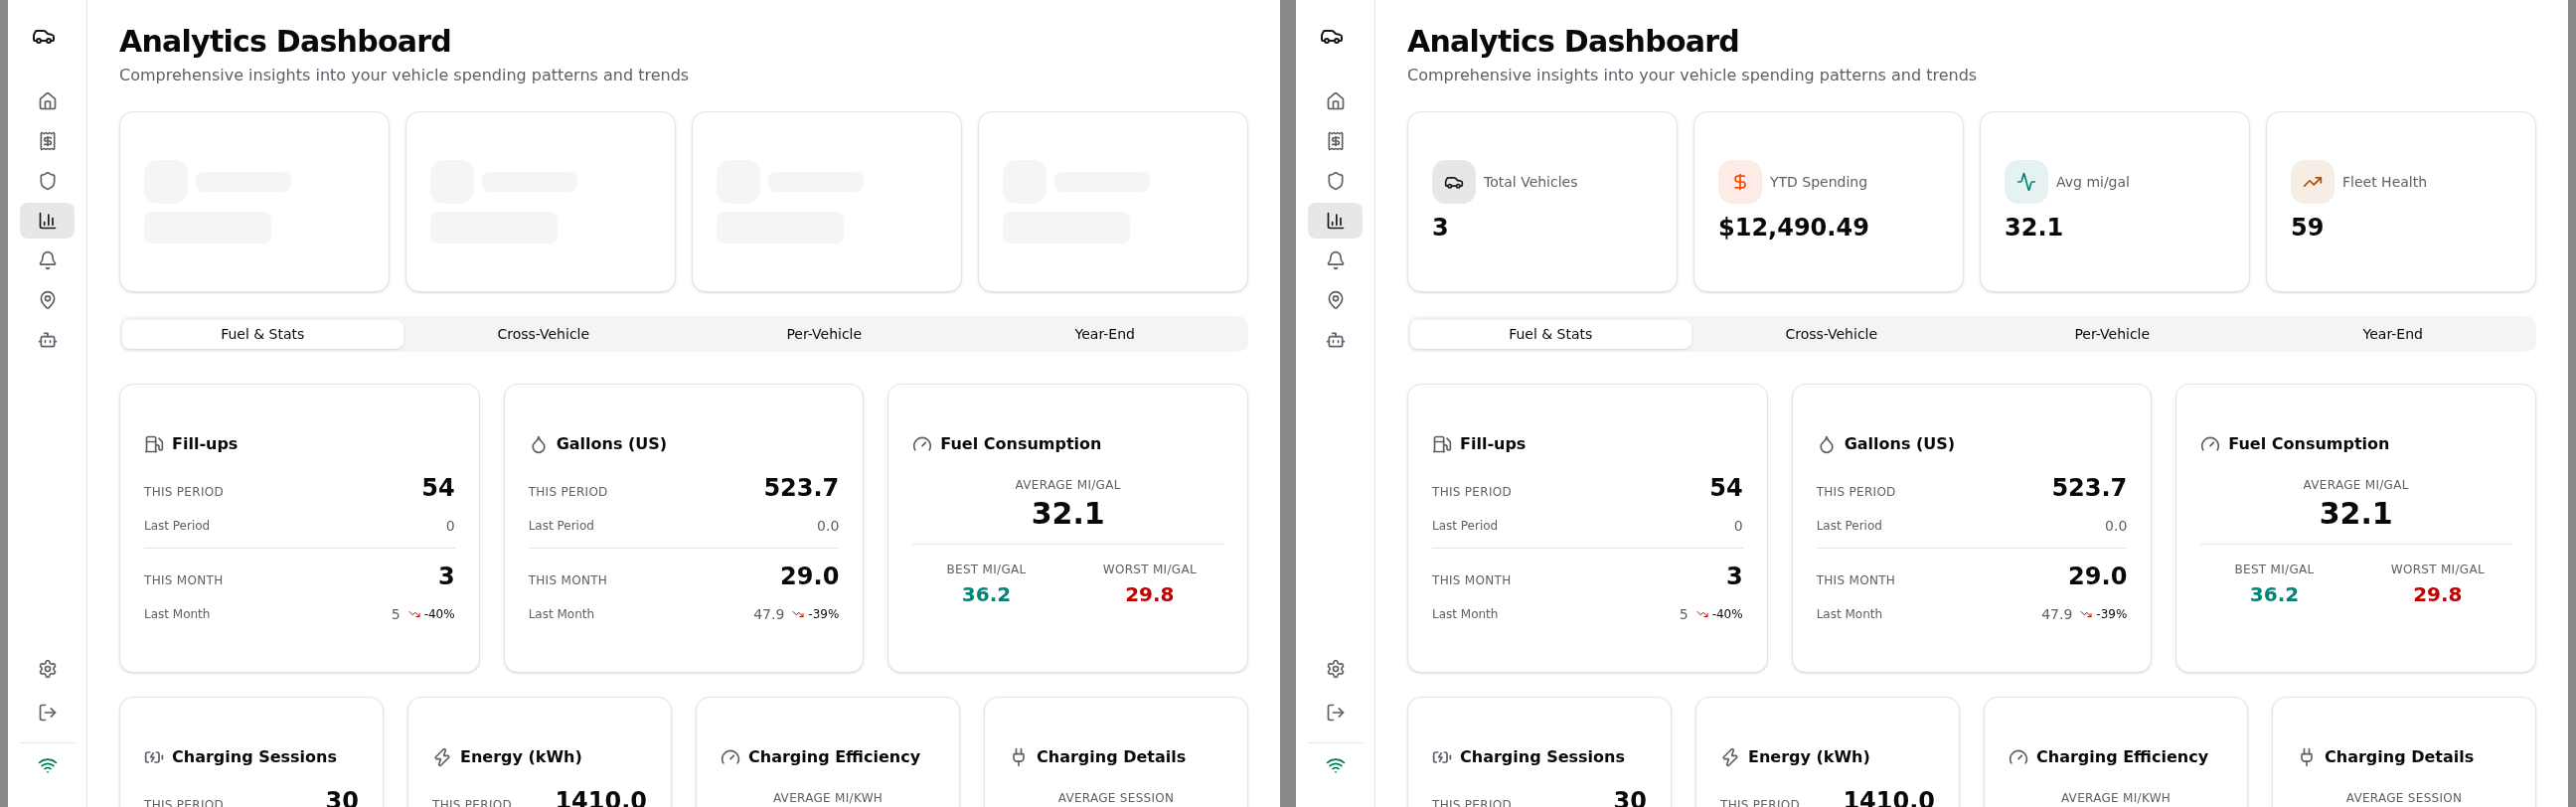 Analytics Dashboard
Comprehensive insights into your vehicle spending patterns and trends
Fuel & Stats Cross-Vehicle Per-Vehicle Year-End
Fill-ups
THIS PERIOD 54
Last Period 0
THIS MONTH 3
Last Month 5 -40%
Gallons (US)
THIS PERIOD 523.7
Last Period 0.0
THIS MONTH 29.0
Last Month 47.9 -39%
Fuel Consumption
AVERAGE MI/GAL
32.1
BEST MI/GAL WORST MI/GAL
36.2 29.8
Charging Sessions
THIS PERIOD 30
Energy (kWh)
THIS PERIOD 1410.0
Charging Efficiency
AVERAGE MI/KWH
Charging Details
AVERAGE SESSION
Analytics Dashboard
Comprehensive insights into your vehicle spending patterns and trends
Total Vehicles
3
YTD Spending
$12,490.49
Avg mi/gal
32.1
Fleet Health
59
Fuel & Stats Cross-Vehicle Per-Vehicle Year-End
Fill-ups
THIS PERIOD 54
Last Period 0
THIS MONTH 3
Last Month 5 -40%
Gallons (US)
THIS PERIOD 523.7
Last Period 0.0
THIS MONTH 29.0
Last Month 47.9 -39%
Fuel Consumption
AVERAGE MI/GAL
32.1
BEST MI/GAL WORST MI/GAL
36.2 29.8
Charging Sessions
THIS PERIOD 30
Energy (kWh)
THIS PERIOD 1410.0
Charging Efficiency
AVERAGE MI/KWH
Charging Details
AVERAGE SESSION